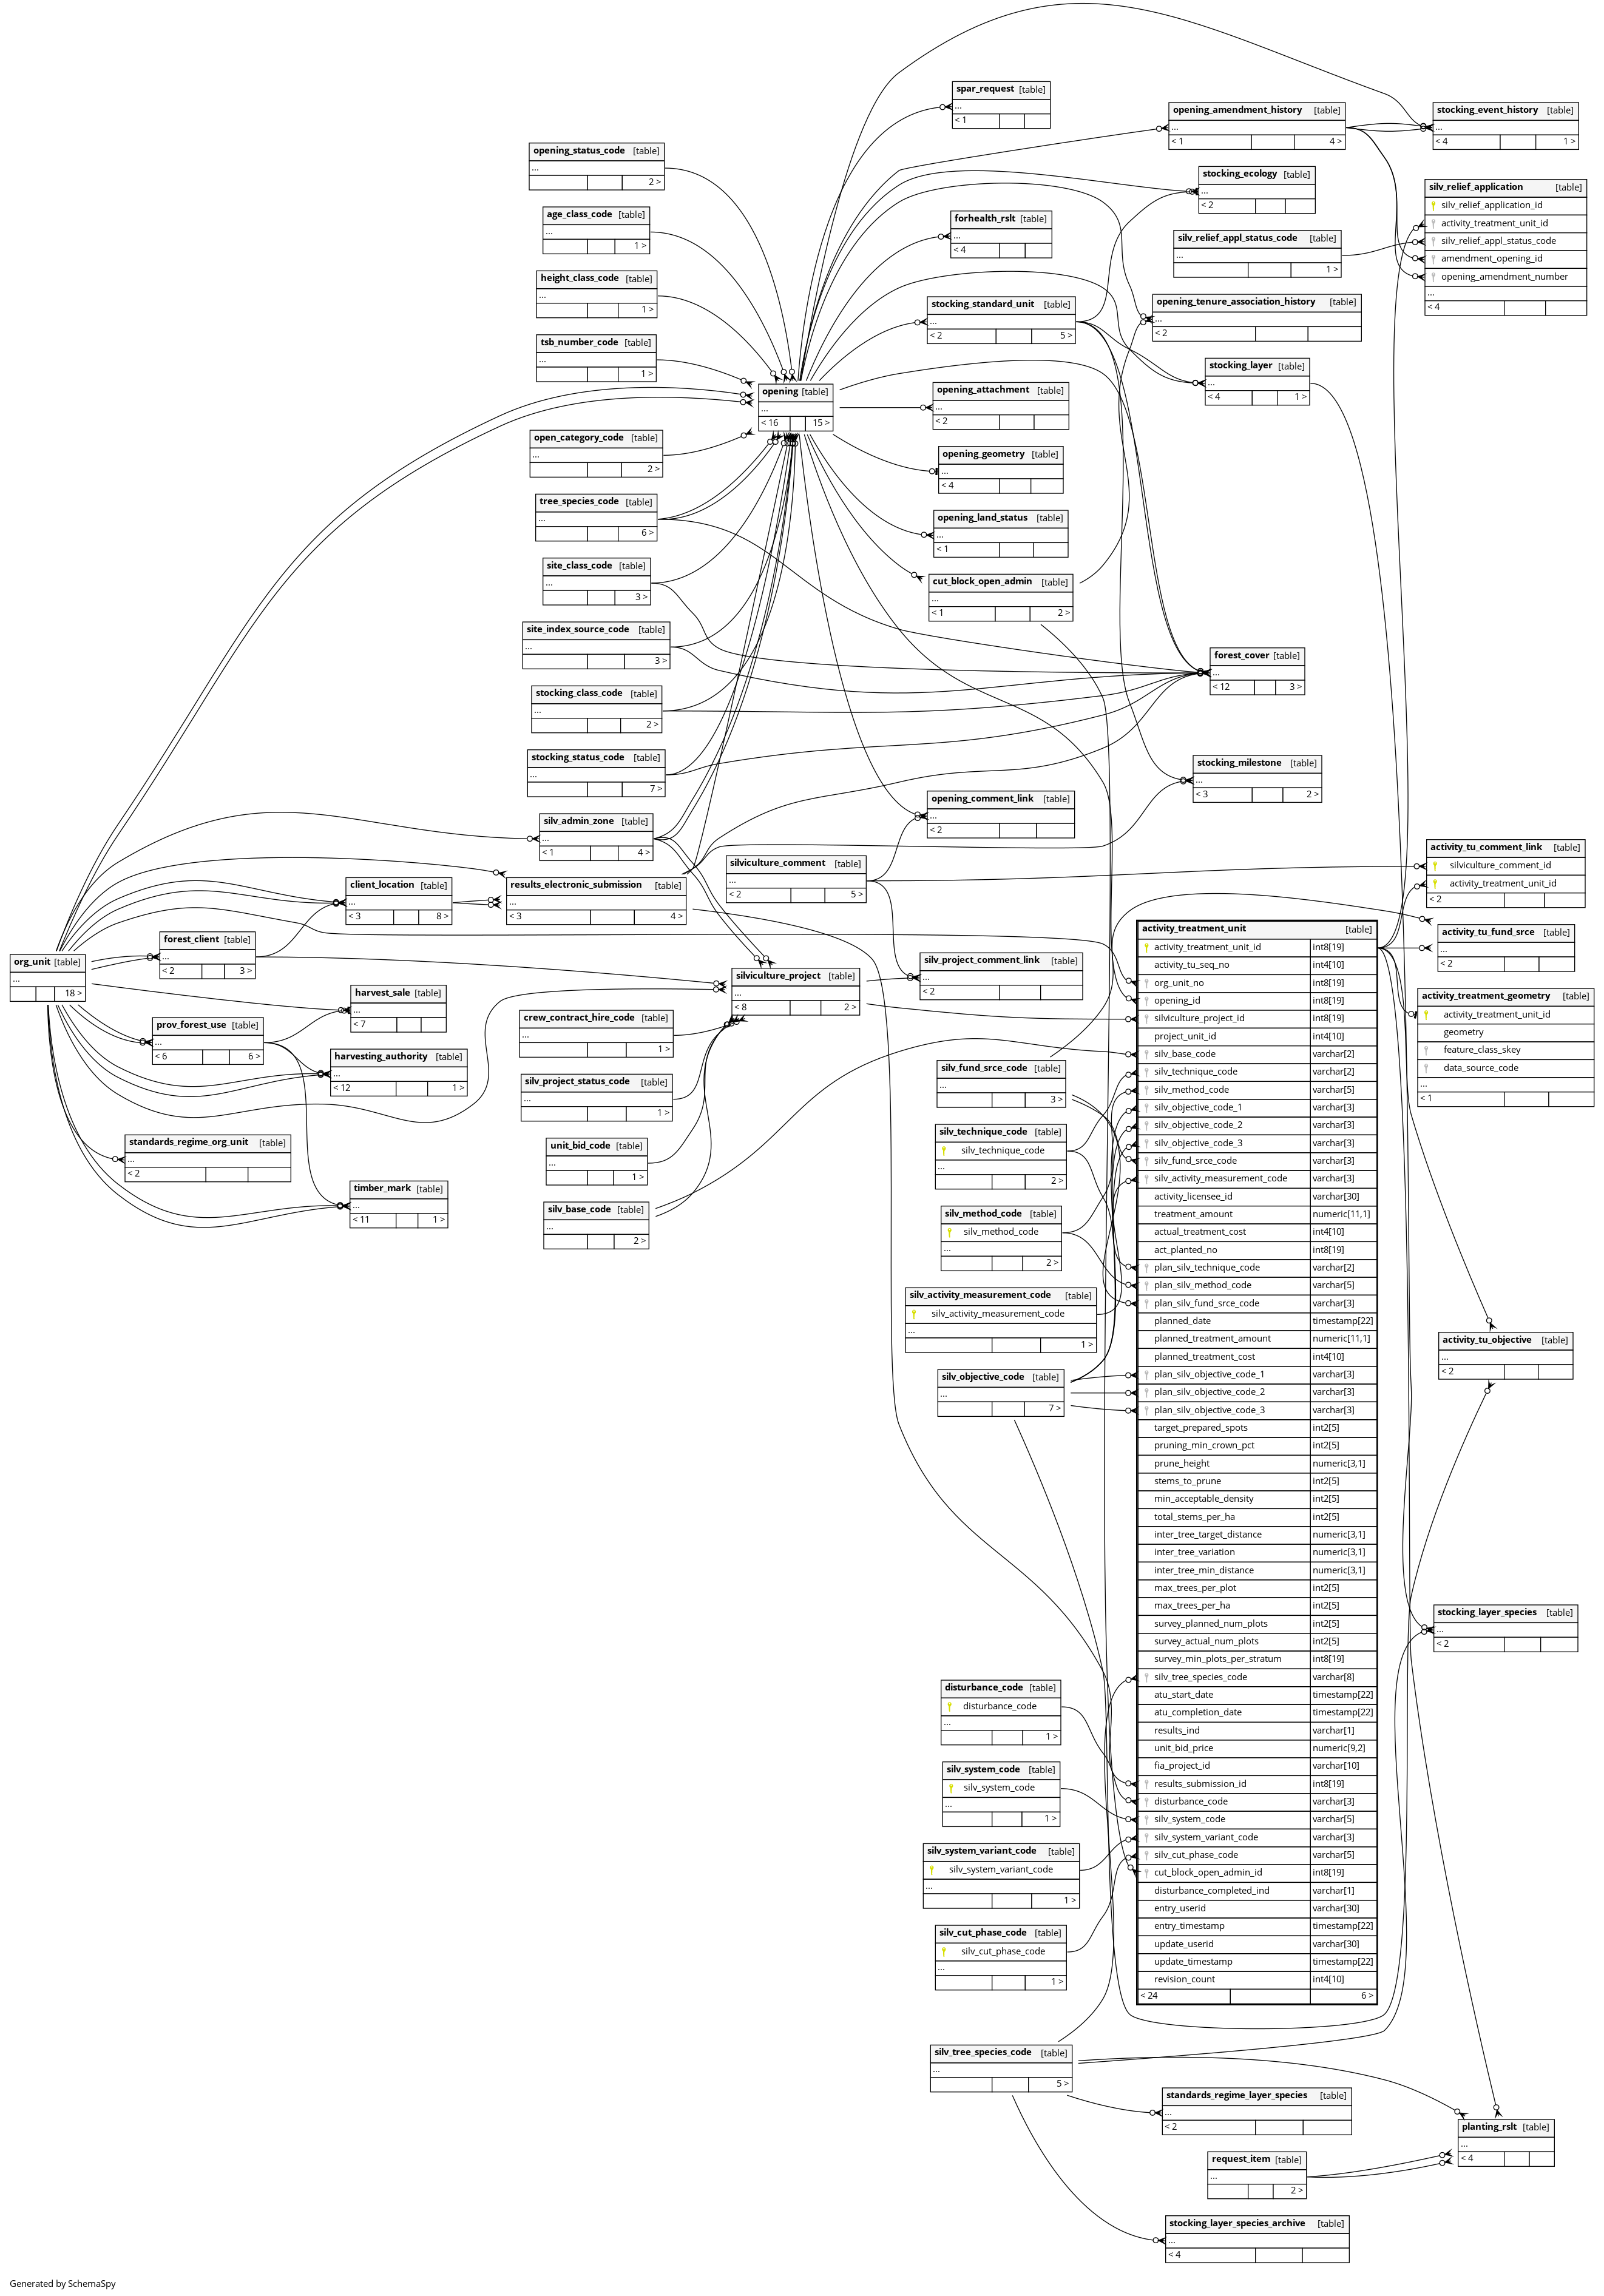 spar_request [table]
...
< 1
opening_amendment_history [table]
...
< 1 4 >
stocking_event_history [table]
...
< 4 1 >
opening_status_code [table]
...
2 >
stocking_ecology [table]
...
< 2
silv_relief_application [table]
silv_relief_application_id
activity_treatment_unit_id
silv_relief_appl_status_code
amendment_opening_id
opening_amendment_number
...
< 4
age_class_code [table]
...
1 >
forhealth_rslt [table]
...
< 4
silv_relief_appl_status_code [table]
...
1 >
height_class_code [table]
...
1 >
stocking_standard_unit [table]
...
< 2 5 >
opening_tenure_association_history [table]
...
< 2
tsb_number_code [table]
...
1 >
stocking_layer [table]
...
< 4 1 >
opening [table]
...
< 16 15 >
opening_attachment [table]
...
< 2
open_category_code [table]
...
2 >
opening_geometry [table]
...
< 4
tree_species_code [table]
...
6 >
opening_land_status [table]
...
< 1
site_class_code [table]
...
3 >
cut_block_open_admin [table]
...
< 1 2 >
site_index_source_code [table]
...
3 >
forest_cover [table]
...
< 12 3 >
stocking_class_code [table]
...
2 >
stocking_status_code [table]
...
7 >
stocking_milestone [table]
...
< 3 2 >
opening_comment_link [table]
...
< 2
silv_admin_zone [table]
...
< 1 4 >
silviculture_comment [table]
...
< 2 5 >
activity_tu_comment_link [table]
silviculture_comment_id
activity_treatment_unit_id
< 2
client_location [table]
...
< 3 8 >
results_electronic_submission [table]
...
< 3 4 >
activity_tu_fund_srce [table]
...
< 2
forest_client [table]
...
< 2 3 >
org_unit [table]
...
18 >
silv_project_comment_link [table]
...
< 2
silviculture_project [table]
...
< 8 2 >
harvest_sale [table]
...
< 7
activity_treatment_geometry [table]
activity_treatment_unit_id
geometry
feature_class_skey
data_source_code
...
< 1
prov_forest_use [table]
...
< 6 6 >
crew_contract_hire_code [table]
...
1 >
harvesting_authority [table]
...
< 12 1 >
silv_project_status_code [table]
...
1 >
standards_regime_org_unit [table]
...
< 2
unit_bid_code [table]
...
1 >
timber_mark [table]
...
< 11 1 >
silv_base_code [table]
...
2 >
silv_fund_srce_code [table]
...
3 >
silv_technique_code [table]
silv_technique_code
...
2 >
silv_method_code [table]
silv_method_code
...
2 >
silv_activity_measurement_code [table]
silv_activity_measurement_code
...
1 >
silv_objective_code [table]
...
7 >
activity_treatment_unit [table]
activity_treatment_unit_id int8[19]
activity_tu_seq_no int4[10]
org_unit_no int8[19]
opening_id int8[19]
silviculture_project_id int8[19]
project_unit_id int4[10]
silv_base_code varchar[2]
silv_technique_code varchar[2]
silv_method_code varchar[5]
silv_objective_code_1 varchar[3]
silv_objective_code_2 varchar[3]
silv_objective_code_3 varchar[3]
silv_fund_srce_code varchar[3]
silv_activity_measurement_code varchar[3]
activity_licensee_id varchar[30]
treatment_amount numeric[11,1]
actual_treatment_cost int4[10]
act_planted_no int8[19]
plan_silv_technique_code varchar[2]
plan_silv_method_code varchar[5]
plan_silv_fund_srce_code varchar[3]
planned_date timestamp[22]
planned_treatment_amount numeric[11,1]
planned_treatment_cost int4[10]
plan_silv_objective_code_1 varchar[3]
plan_silv_objective_code_2 varchar[3]
plan_silv_objective_code_3 varchar[3]
target_prepared_spots int2[5]
pruning_min_crown_pct int2[5]
prune_height numeric[3,1]
stems_to_prune int2[5]
min_acceptable_density int2[5]
total_stems_per_ha int2[5]
inter_tree_target_distance numeric[3,1]
inter_tree_variation numeric[3,1]
inter_tree_min_distance numeric[3,1]
max_trees_per_plot int2[5]
max_trees_per_ha int2[5]
survey_planned_num_plots int2[5]
survey_actual_num_plots int2[5]
survey_min_plots_per_stratum int8[19]
silv_tree_species_code varchar[8]
atu_start_date timestamp[22]
atu_completion_date timestamp[22]
results_ind varchar[1]
unit_bid_price numeric[9,2]
fia_project_id varchar[10]
results_submission_id int8[19]
disturbance_code varchar[3]
silv_system_code varchar[5]
silv_system_variant_code varchar[3]
silv_cut_phase_code varchar[5]
cut_block_open_admin_id int8[19]
disturbance_completed_ind varchar[1]
entry_userid varchar[30]
entry_timestamp timestamp[22]
update_userid varchar[30]
update_timestamp timestamp[22]
revision_count int4[10]
< 24 6 >
activity_tu_objective [table]
...
< 2
stocking_layer_species [table]
...
< 2
disturbance_code [table]
disturbance_code
...
1 >
silv_system_code [table]
silv_system_code
...
1 >
silv_system_variant_code [table]
silv_system_variant_code
...
1 >
silv_cut_phase_code [table]
silv_cut_phase_code
...
1 >
silv_tree_species_code [table]
...
5 >
standards_regime_layer_species [table]
...
< 2
planting_rslt [table]
...
< 4
request_item [table]
...
2 >
stocking_layer_species_archive [table]
...
< 4
Generated by SchemaSpy